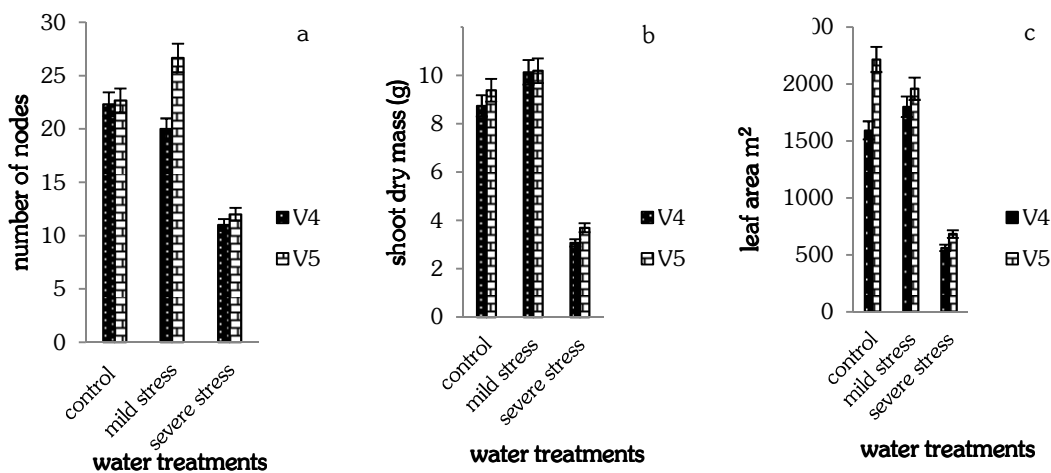 a
number of nodes
30
25
20
15
10
5
0
V4
V5
control
mild stress
severe stress
water treatments
b
shoot dry mass (g)
10
8
6
4
2
0
V4
V5
control
mild stress
severe stress
water treatments
c
leaf area m²
00
2000
1500
1000
500
0
V4
V5
control
mild stress
severe stress
water treatments